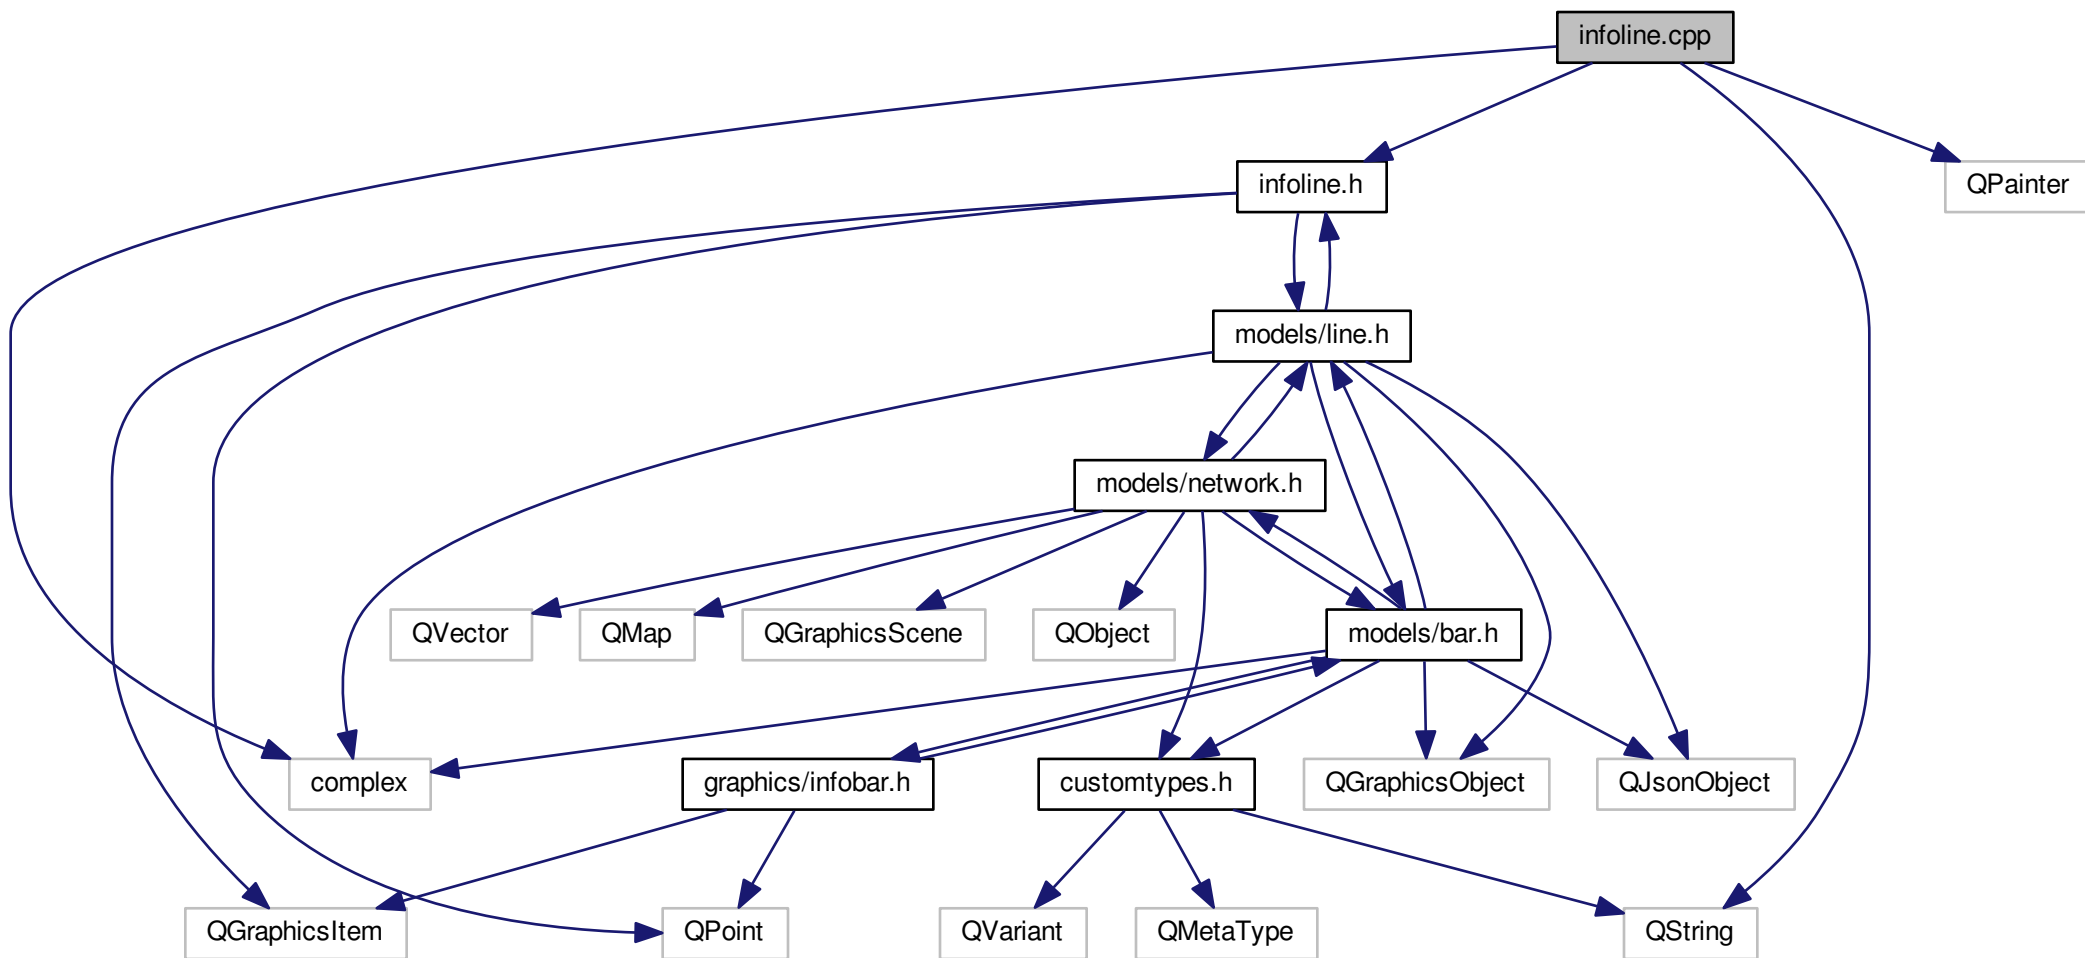 infoline.cpp
infoline.h
QPainter
models/line.h
models/network.h
QVector
QMap
QGraphicsScene
QObject
models/bar.h
complex
graphics/infobar.h
customtypes.h
QGraphicsObject
QJsonObject
QGraphicsItem
QPoint
QVariant
QMetaType
QString